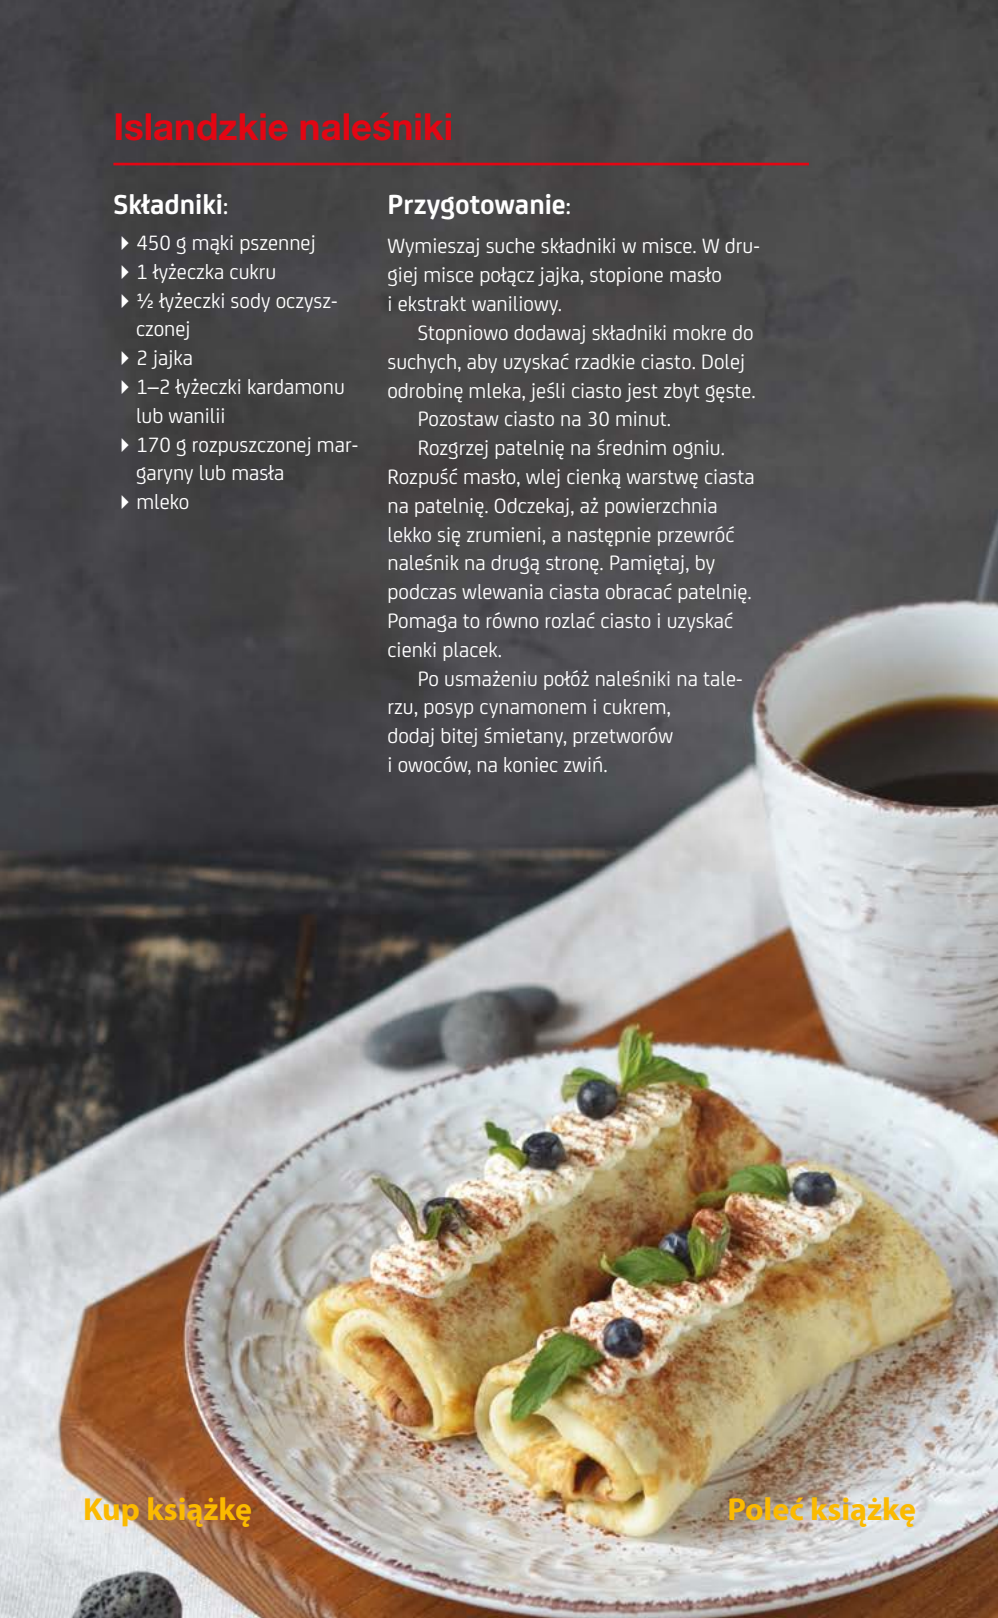 Islandzkie naleśniki
Składniki:
450 g mąki pszennej
1 łyżeczka cukru
½ łyżeczki sody oczysz-
czonej
2 jajka
1–2 łyżeczki kardamonu
lub wanilii
170 g rozpuszczonej mar-
garyny lub masła
mleko
Przygotowanie:
Wymieszaj suche składniki w misce. W dru-
giej misce połącz jajka, stopione masło
i ekstrakt waniliowy.
Stopniowo dodawaj składniki mokre do
suchych, aby uzyskać rzadkie ciasto. Dolej
odrobinę mleka, jeśli ciasto jest zbyt gęste.
Pozostaw ciasto na 30 minut.
Rozgrzej patelnię na średnim ogniu.
Rozpuść masło, wlej cienką warstwę ciasta
na patelnię. Odczekaj, aż powierzchnia
lekko się zrumieni, a następnie przewróć
naleśnik na drugą stronę. Pamiętaj, by
podczas wlewania ciasta obracać patelnię.
Pomaga to równo rozlać ciasto i uzyskać
cienki placek.
Po usmażeniu połóż naleśniki na tale-
rzu, posyp cynamonem i cukrem,
dodaj bitej śmietany, przetworów
i owoców, na koniec zwiń.
Kup książkę
Poleć książkę